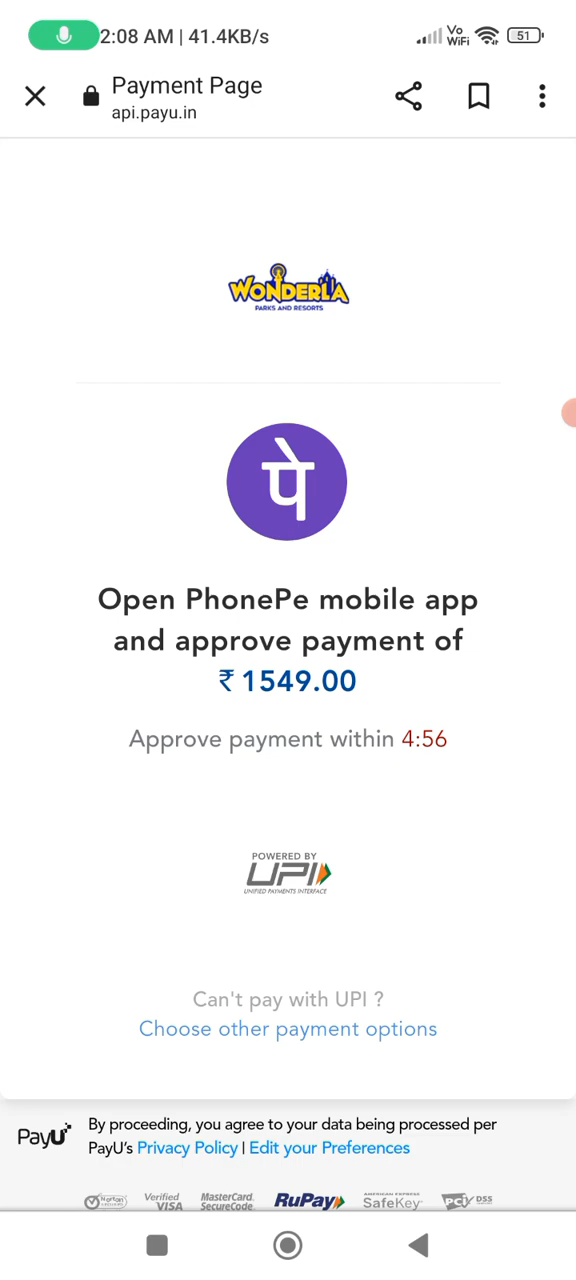 2:08 AM | 41.4KB/s
Vo
WiFi
51
Payment Page
api.payu.in
WONDERLA
PARKS AND RESORTS
पे
Open PhonePe mobile app
and approve payment of
₹ 1549.00
Approve payment within 4:56
POWERED BY
UPI
UNIFIED PAYMENTS INTERFACE
Can't pay with UPI ?
Choose other payment options
PayU
By proceeding, you agree to your data being processed per
PayU's Privacy Policy | Edit your Preferences
Norton
Verified
VISA
MasterCard.
SecureCode.
RuPay
AMERICAN EXPRESS
SafeKey
PCI DSS